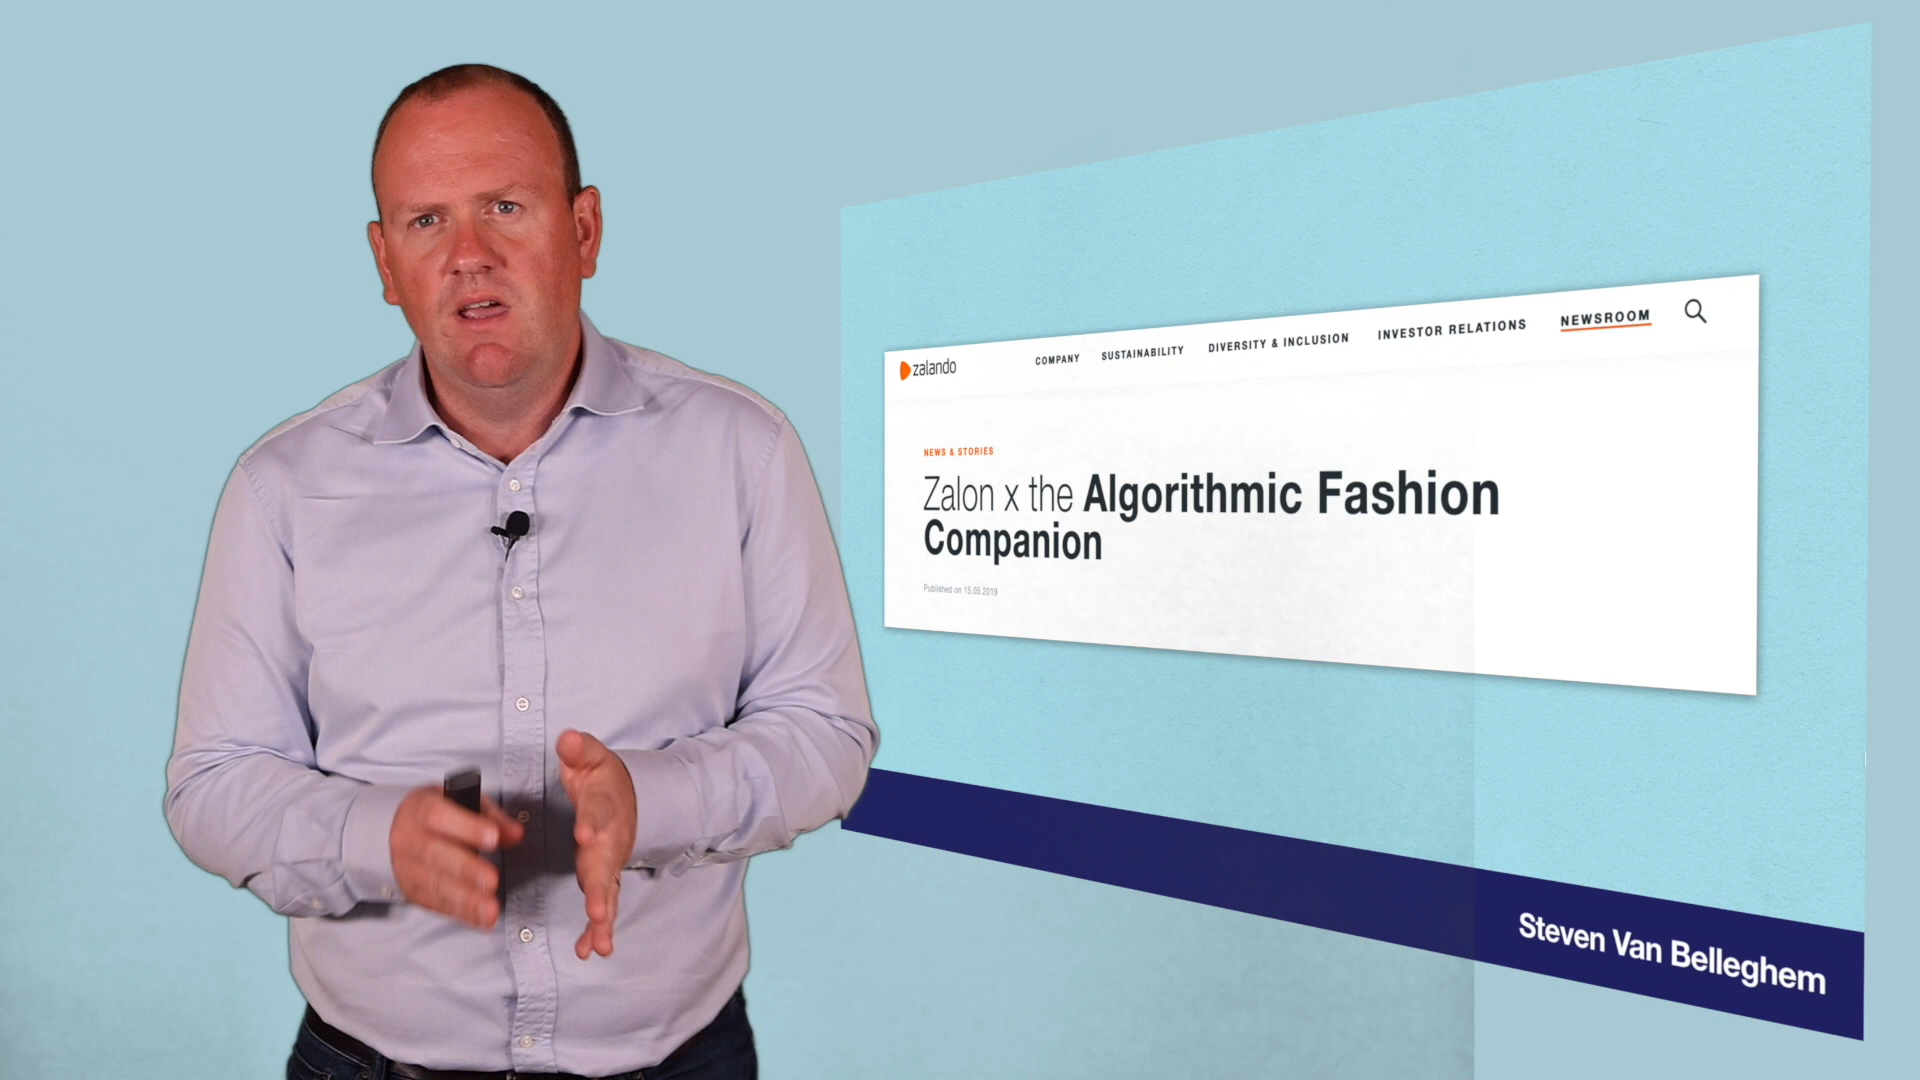 zalando
COMPANY SUSTAINABILITY DIVERSITY & INCLUSION INVESTOR RELATIONS NEWSROOM
NEWS & STORIES
Zalon x the Algorithmic Fashion
Companion
Published on 15.05.2019
Steven Van Belleghem